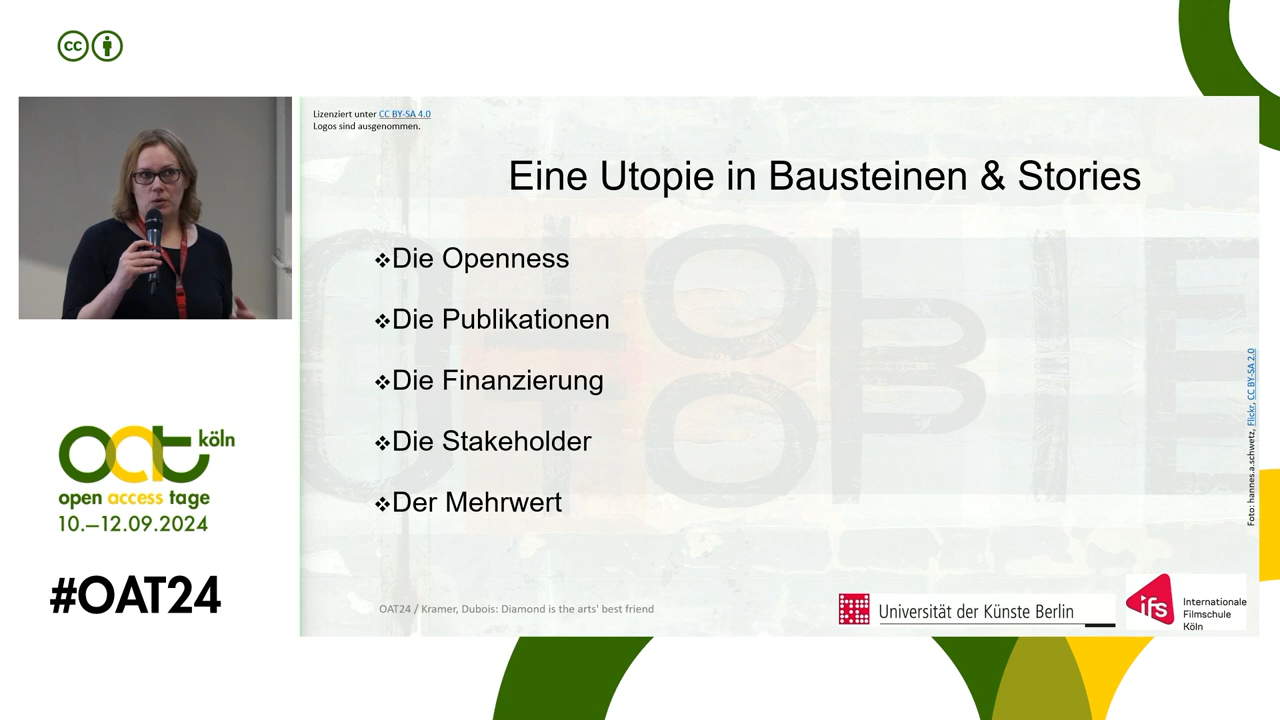 cc
Lizenziert unter CC BY-SA 4.0
Logos sind ausgenommen.
Eine Utopie in Bausteinen & Stories
❖Die Openness
❖Die Publikationen
❖Die Finanzierung
❖Die Stakeholder
❖Der Mehrwert
Foto: hannes.a.schwetz, Flickr, CC BY-SA 2.0
OAT24 / Kramer, Dubois: Diamond is the arts' best friend
Universität der Künste Berlin
ifs
Internationale
Filmschule
Köln
oat köln
open access tage
10.–12.09.2024
#OAT24